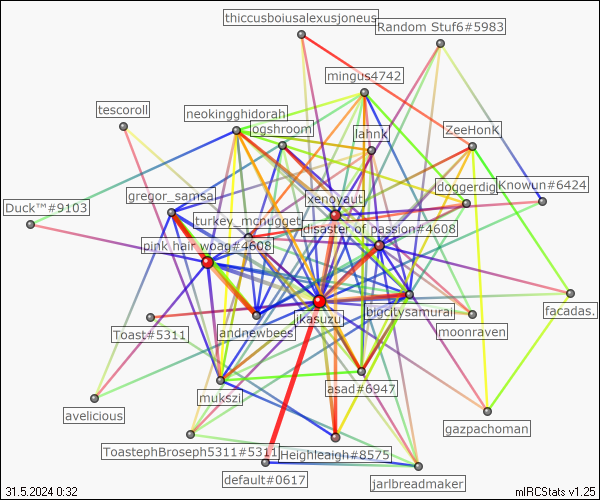 thiccusboiusalexusjoneus
Random Stuf6#5983
mingus4742
tescoroll
neokingghidorah
ogshroom
lahnk
ZeeHonK
gregor_samsa
xenoyaut
doggerdig
Knowun#6424
Duck™#9103
turkey_mcnugget
disaster of passion#4608
pink hair woag#4608
Toast#5311
andnewbees
ikasuzu
bigcitysamurai
moonraven
facadas.
mukszi
asad#6947
avelicious
gazpachoman
ToastephBroseph5311#5311
Heighleigh#8575
default#0617
jarlbreadmaker
31.5.2024 0:32
mIRCStats v1.25